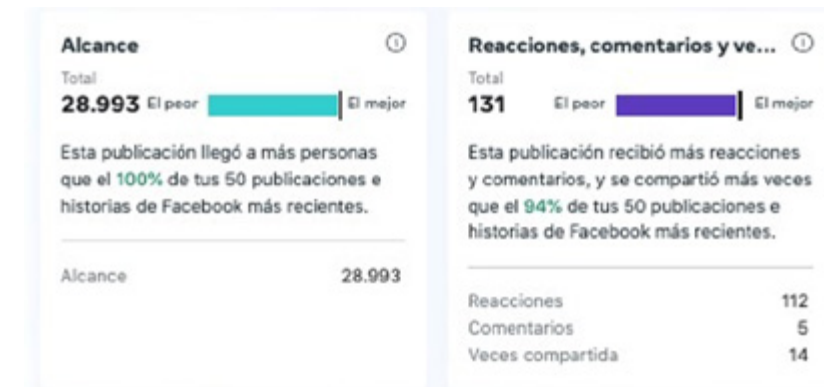 Alcance
Total
28.993 El peor El mejor
Esta publicación llegó a más personas
que el 100% de tus 50 publicaciones e
historias de Facebook más recientes.
Alcance 28.993
Reacciones, comentarios y ve...
Total
131 El peor El mejor
Esta publicación recibió más reacciones
y comentarios, y se compartió más veces
que el 94% de tus 50 publicaciones e
historias de Facebook más recientes.
Reacciones 112
Comentarios 5
Veces compartida 14